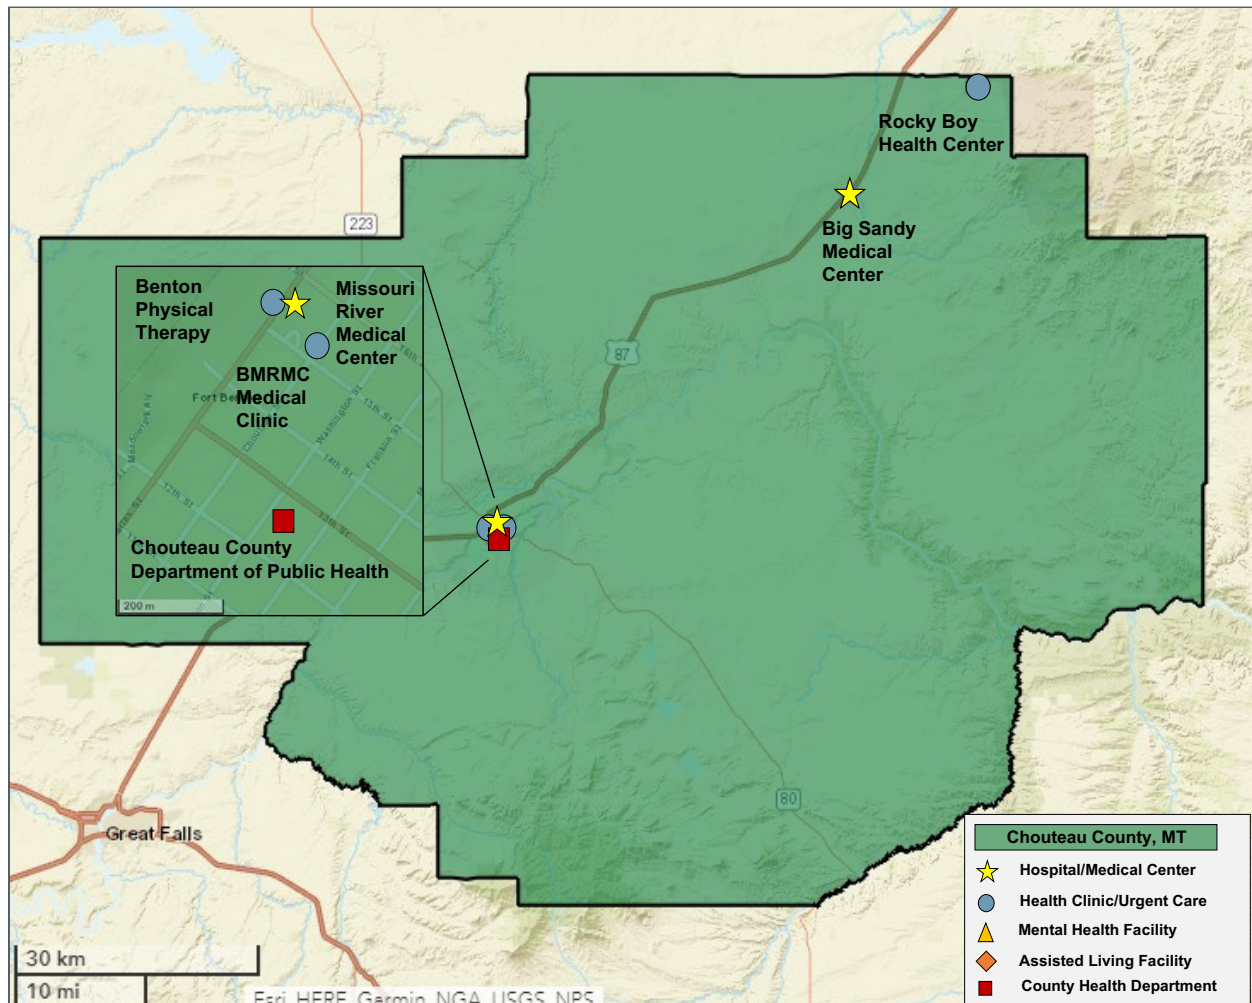 Rocky Boy
Health Center
Big Sandy
Medical
Center
223
87
80
Benton
Physical
Therapy
Missouri
River
Medical
Center
BMRMC
Medical
Clinic
Meadowlark Aly
Washington St
Franklin St
15th St
14th St
13th St
12th St
Chouteau County
Department of Public Health
200 m
Great Falls
Chouteau County, MT
Hospital/Medical Center
Health Clinic/Urgent Care
Mental Health Facility
Assisted Living Facility
County Health Department
30 km
10 mi
Esri, HERE, Garmin, NGA, USGS, NPS